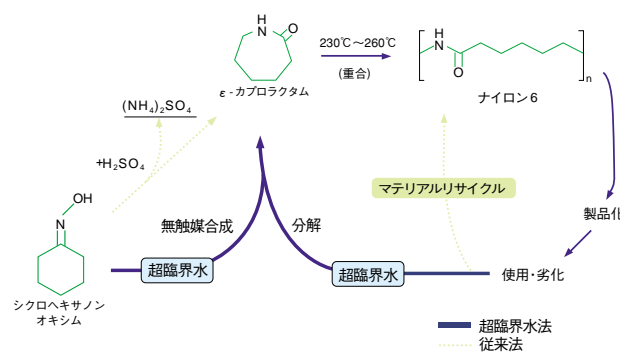 H
N
O
ε-カプロラクタム
230℃～260℃
(重合)
H
N
O
n
ナイロン6
(NH₄)₂SO₄
+H₂SO₄
マテリアルリサイクル
OH
N
製品化
無触媒合成
分解
超臨界水
超臨界水
使用・劣化
シクロヘキサノン
オキシム
超臨界水法
従来法